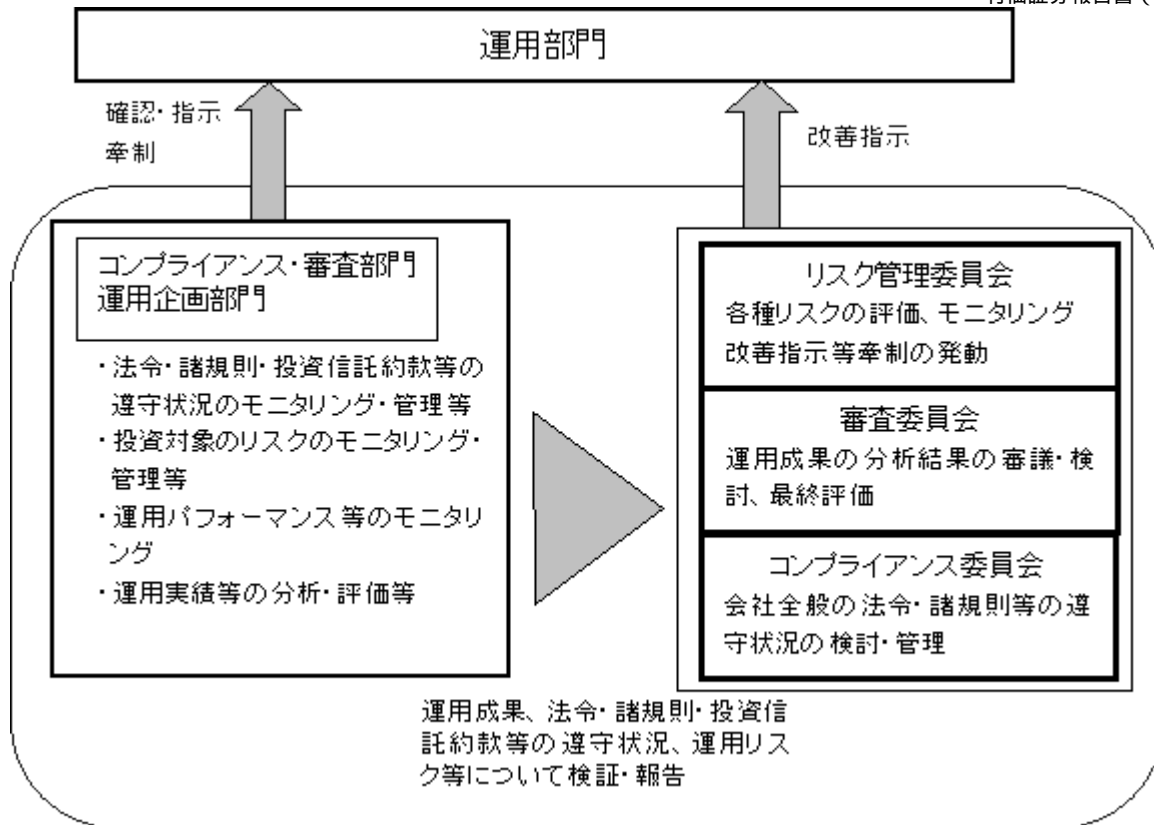 運用部門
確認・指示
牽制
改善指示
コンプライアンス・審査部門
運用企画部門
・法令・諸規則・投資信託約款等の
遵守状況のモニタリング・管理等
・投資対象のリスクのモニタリング・
管理等
・運用パフォーマンス等のモニタリ
ング
・運用実績等の分析・評価等
リスク管理委員会
各種リスクの評価、モニタリング
改善指示等牽制の発動
審査委員会
運用成果の分析結果の審議・検
討、最終評価
コンプライアンス委員会
会社全般の法令・諸規則等の遵
守状況の検討・管理
運用成果、法令・諸規則・投資信
託約款等の遵守状況、運用リス
ク等について検証・報告